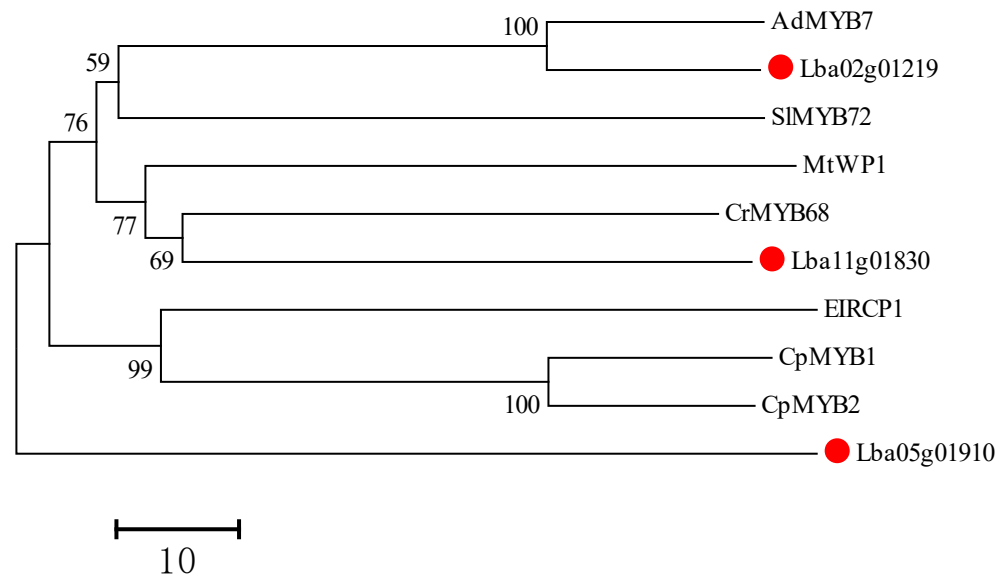 AdMYB7
100
Lba02g01219
59
SlMYB72
76
MtWP1
77
CrMYB68
69
Lba11g01830
ElRCP1
99
CpMYB1
100
CpMYB2
Lba05g01910
10